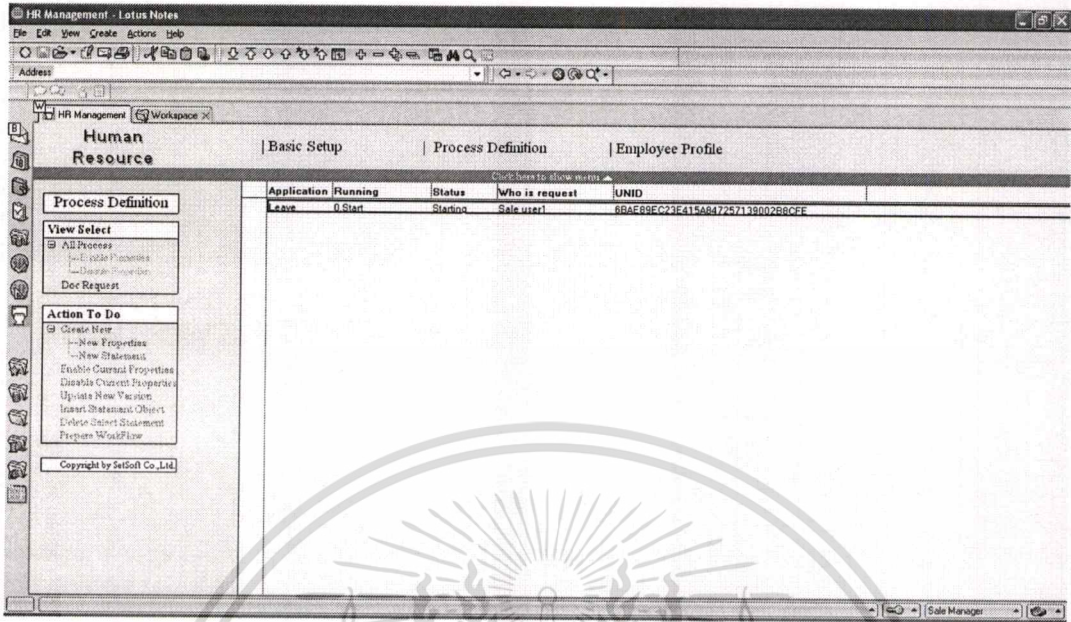 HR Management - Lotus Notes
File Edit View Create Actions Help
Address
HR Management Workspace
Human Resource | Basic Setup | Process Definition | Employee Profile
Click here to show menu
Process Definition
Application Running Status Who is request UNID
Leave 0.Start Starting Sale user1 6BAE89EC23E415A847257139002B8CFE
View Select
All Process
Enable Properties
Disable Properties
Doc Request
Action To Do
Create New
New Properties
New Statement
Enable Current Properties
Disable Current Properties
Update New Version
Insert Statement Object
Delete Select Statement
Prepare WorkFlow
Copyright by SetSoft Co.,Ltd.
Sale Manager